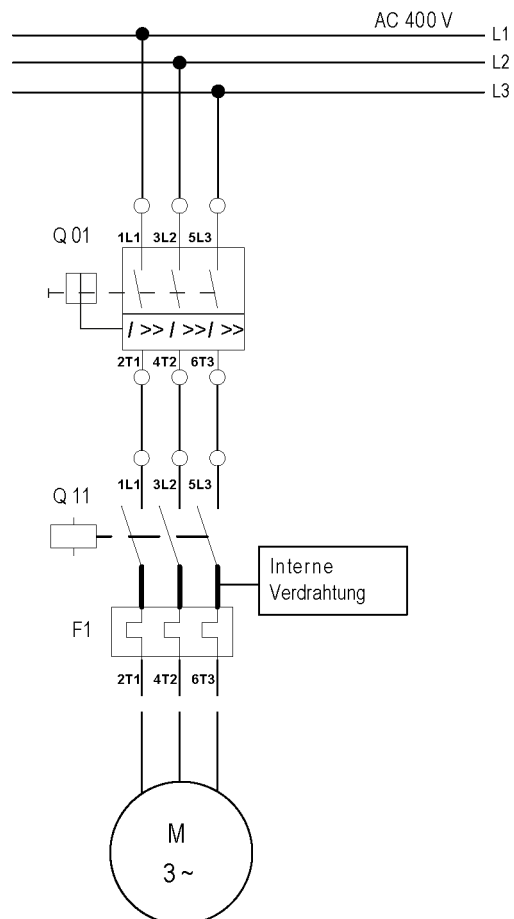 AC 400 V
L1
L2
L3
Q 01
1L1 3L2 5L3
I >> I >> I >>
2T1 4T2 6T3
1L1 3L2 5L3
Q 11
Interne
Verdrahtung
F1
2T1 4T2 6T3
M
3 ~